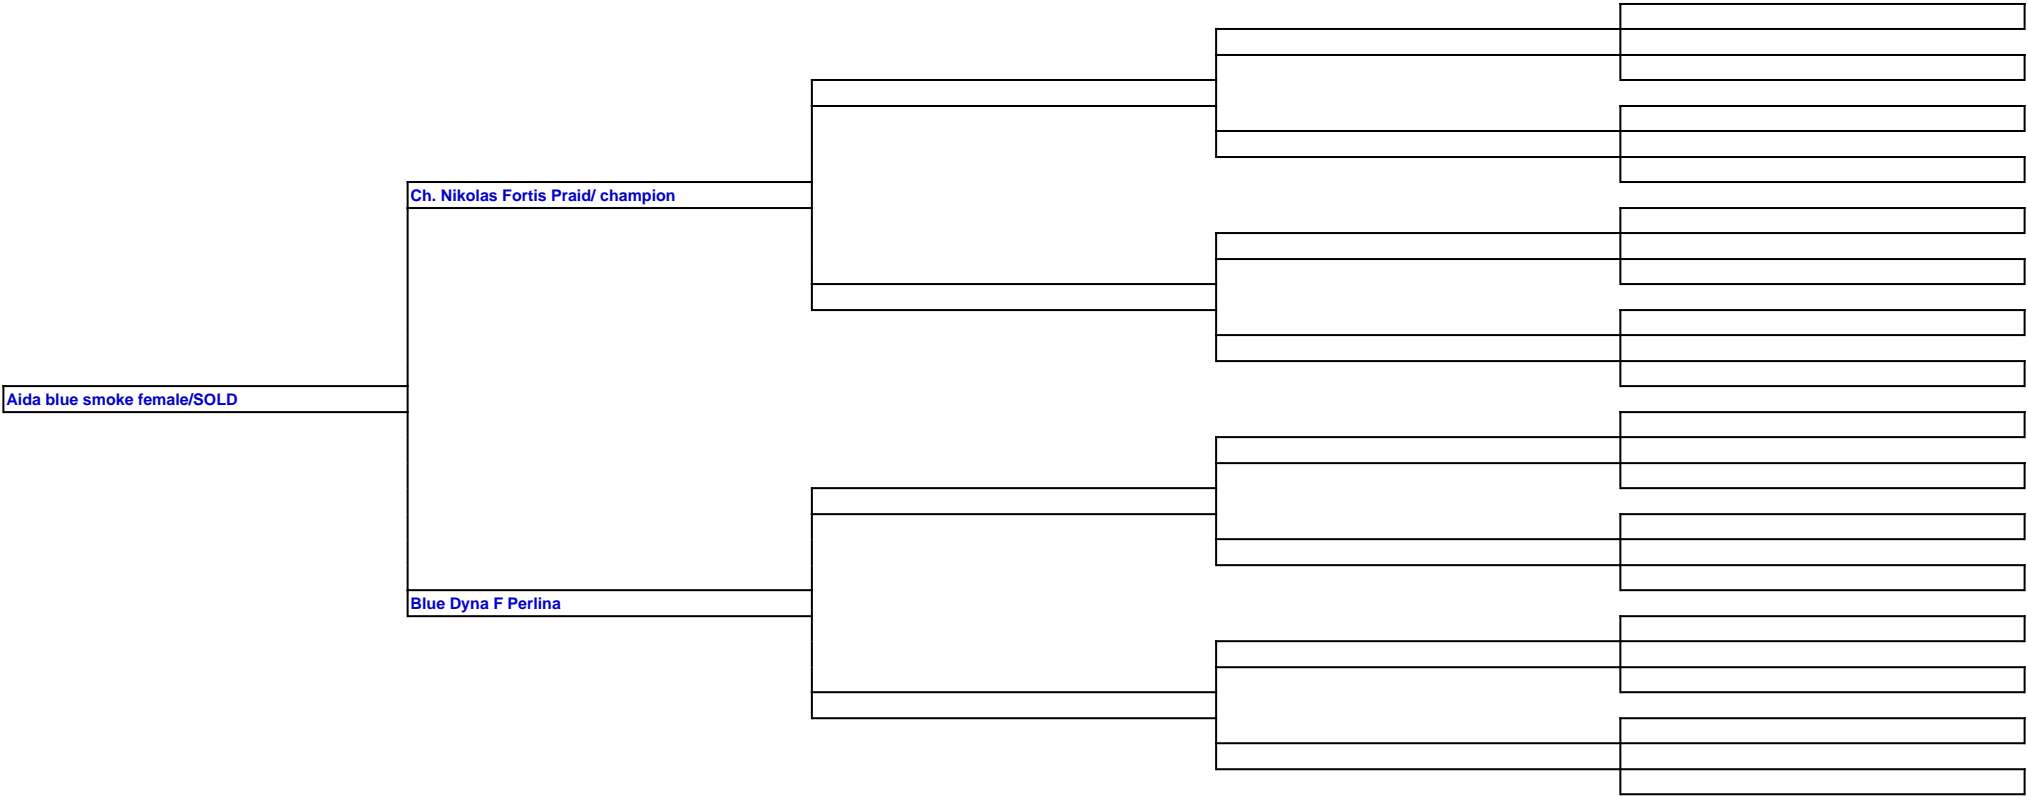 Ch. Nikolas Fortis Praid/ champion
Aida blue smoke female/SOLD
Blue Dyna F Perlina